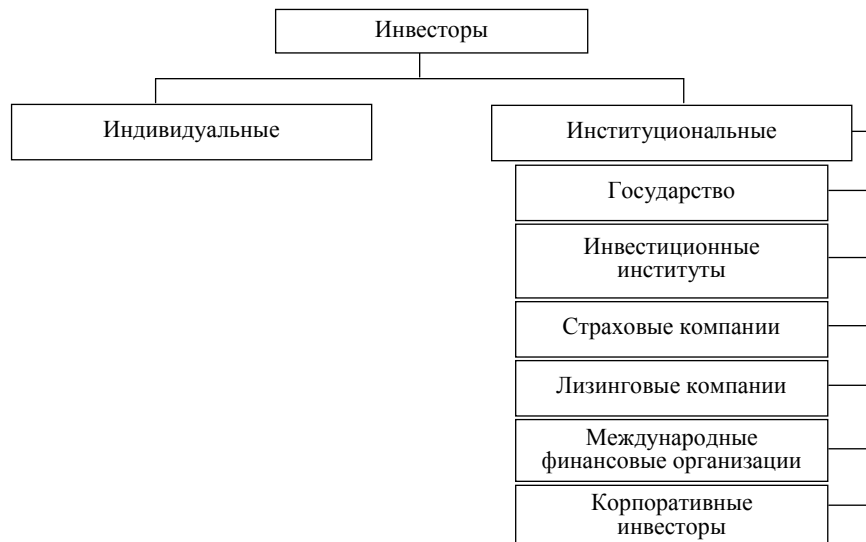 Инвесторы
Индивидуальные
Институциональные
Государство
Инвестиционные
институты
Страховые компании
Лизинговые компании
Международные
финансовые организации
Корпоративные
инвесторы